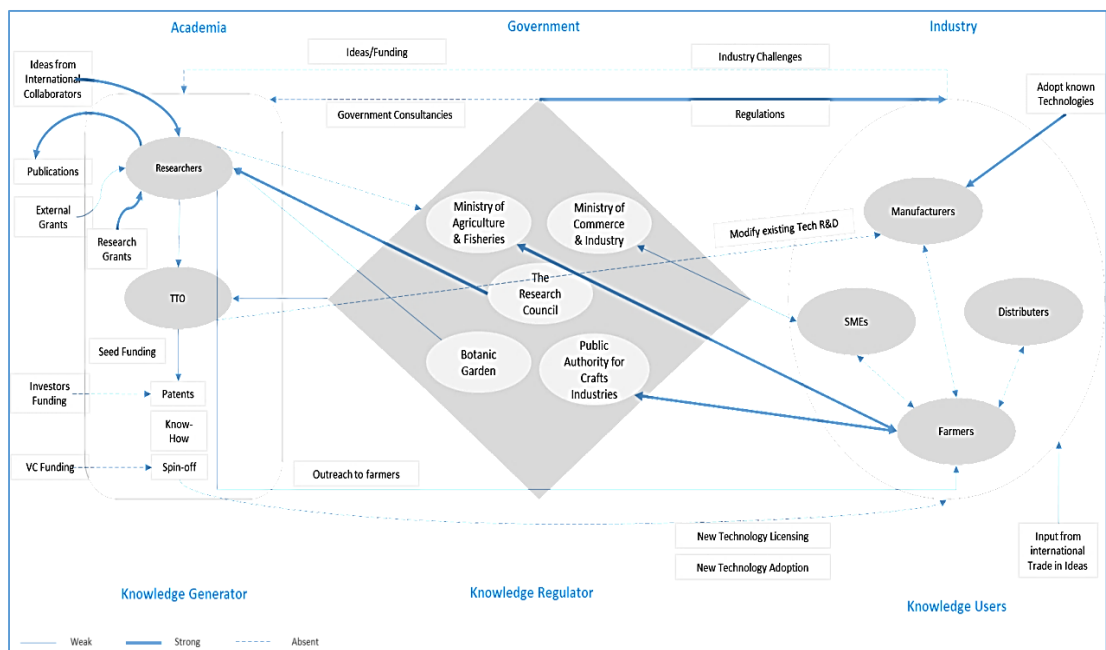 Academia
Government
Industry
Ideas from
International
Collaborators
Ideas/Funding
Industry Challenges
Adopt known
Technologies
Government Consultancies
Regulations
Publications
Researchers
External
Grants
Research
Grants
Ministry of
Agriculture
& Fisheries
Ministry of
Commerce
& Industry
Modify existing Tech R&D
Manufacturers
The
Research
Council
TTO
SMEs
Distributers
Seed Funding
Botanic
Garden
Public
Authority for
Crafts
Industries
Investors
Funding
Patents
Know-
How
Farmers
VC Funding
Spin-off
Outreach to farmers
New Technology Licensing
New Technology Adoption
Input from
international
Trade in Ideas
Knowledge Generator
Knowledge Regulator
Knowledge Users
Weak
Strong
Absent